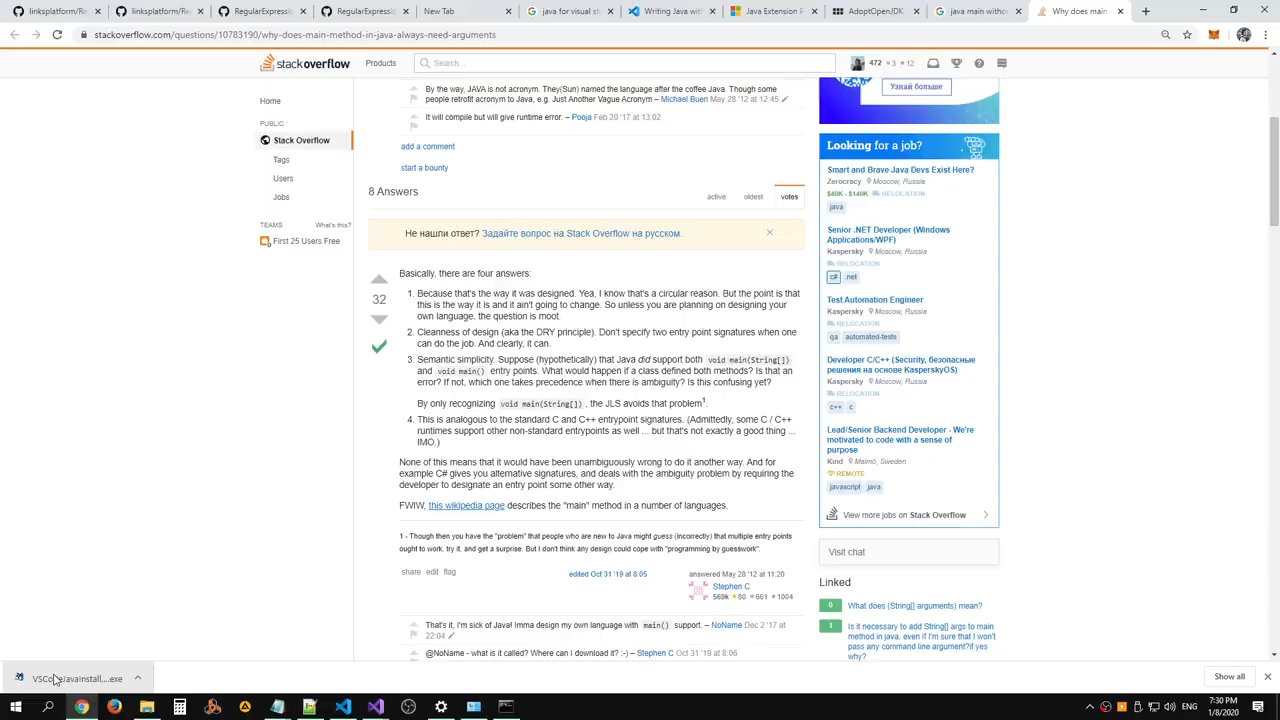 linksplatform/Re
linksplatform/Ex
RegularExpressio
C# to Java conve
linksplatform/Re
java for visual s
Visual Studio Co
java main metho
Main Method Arg
java main metho
Why does main
stackoverflow.com/questions/10783190/why-does-main-method-in-java-always-need-arguments
stackoverflow
Products
Search...
472 3 12
By the way, JAVA is not acronym. They(Sun) named the language after the coffee Java. Though some
people retrofit acronym to Java, e.g. Just Another Vague Acronym – Michael Buen May 28 '12 at 12:45
It will compile but will give runtime error. – Pooja Feb 20 '17 at 13:02
add a comment
start a bounty
8 Answers
active oldest votes
Не нашли ответ? Задайте вопрос на Stack Overflow на русском.
Home
PUBLIC
Stack Overflow
Tags
Users
Jobs
TEAMS What's this?
First 25 Users Free
32
Basically, there are four answers:
1. Because that's the way it was designed. Yea, I know that's a circular reason. But the point is that
this is the way it is and it ain't going to change. So unless you are planning on designing your
own language, the question is moot.
2. Cleanness of design (aka the DRY principle). Don't specify two entry point signatures when one
can do the job. And clearly, it can.
3. Semantic simplicity. Suppose (hypothetically) that Java did support both void main(String[])
and void main() entry points. What would happen if a class defined both methods? Is that an
error? If not, which one takes precedence when there is ambiguity? Is this confusing yet?
By only recognizing void main(String[]), the JLS avoids that problem1.
4. This is analogous to the standard C and C++ entrypoint signatures. (Admittedly, some C / C++
runtimes support other non-standard entrypoints as well ... but that's not exactly a good thing ...
IMO.)
None of this means that it would have been unambiguously wrong to do it another way. And for
example C# gives you alternative signatures, and deals with the ambiguity problem by requiring the
developer to designate an entry point some other way.
FWIW, this wikipedia page describes the "main" method in a number of languages.
1 - Though then you have the "problem" that people who are new to Java might guess (incorrectly) that multiple entry points
ought to work, try it, and get a surprise. But I don't think any design could cope with "programming by guesswork".
share edit flag
edited Oct 31 '19 at 8:05
answered May 28 '12 at 11:20
Stephen C
569k 80 661 1004
That's it, I'm sick of Java! Imma design my own language with main() support. – NoName Dec 2 '17 at
22:04
@NoName - what is it called? Where can I download it? :-) – Stephen C Oct 31 '19 at 8:06
Узнай больше
Looking for a job?
Smart and Brave Java Devs Exist Here?
Zerocracy Moscow, Russia
$40K - $140K RELOCATION
java
Senior .NET Developer (Windows
Applications/WPF)
Kaspersky Moscow, Russia
RELOCATION
c# .net
Test Automation Engineer
Kaspersky Moscow, Russia
RELOCATION
qa automated-tests
Developer C/C++ (Security, безопасные
решения на основе KasperskyOS)
Kaspersky Moscow, Russia
RELOCATION
c++ c
Lead/Senior Backend Developer - We're
motivated to code with a sense of
purpose
Kind Malmö, Sweden
REMOTE
javascript java
View more jobs on Stack Overflow
Visit chat
Linked
0 What does (String[] arguments) mean?
1 Is it necessary to add String[] args to main
method in java. even if I'm sure that I won't
pass any command line argument?if yes
why?
Show all
ENG
7:30 PM
1/8/2020